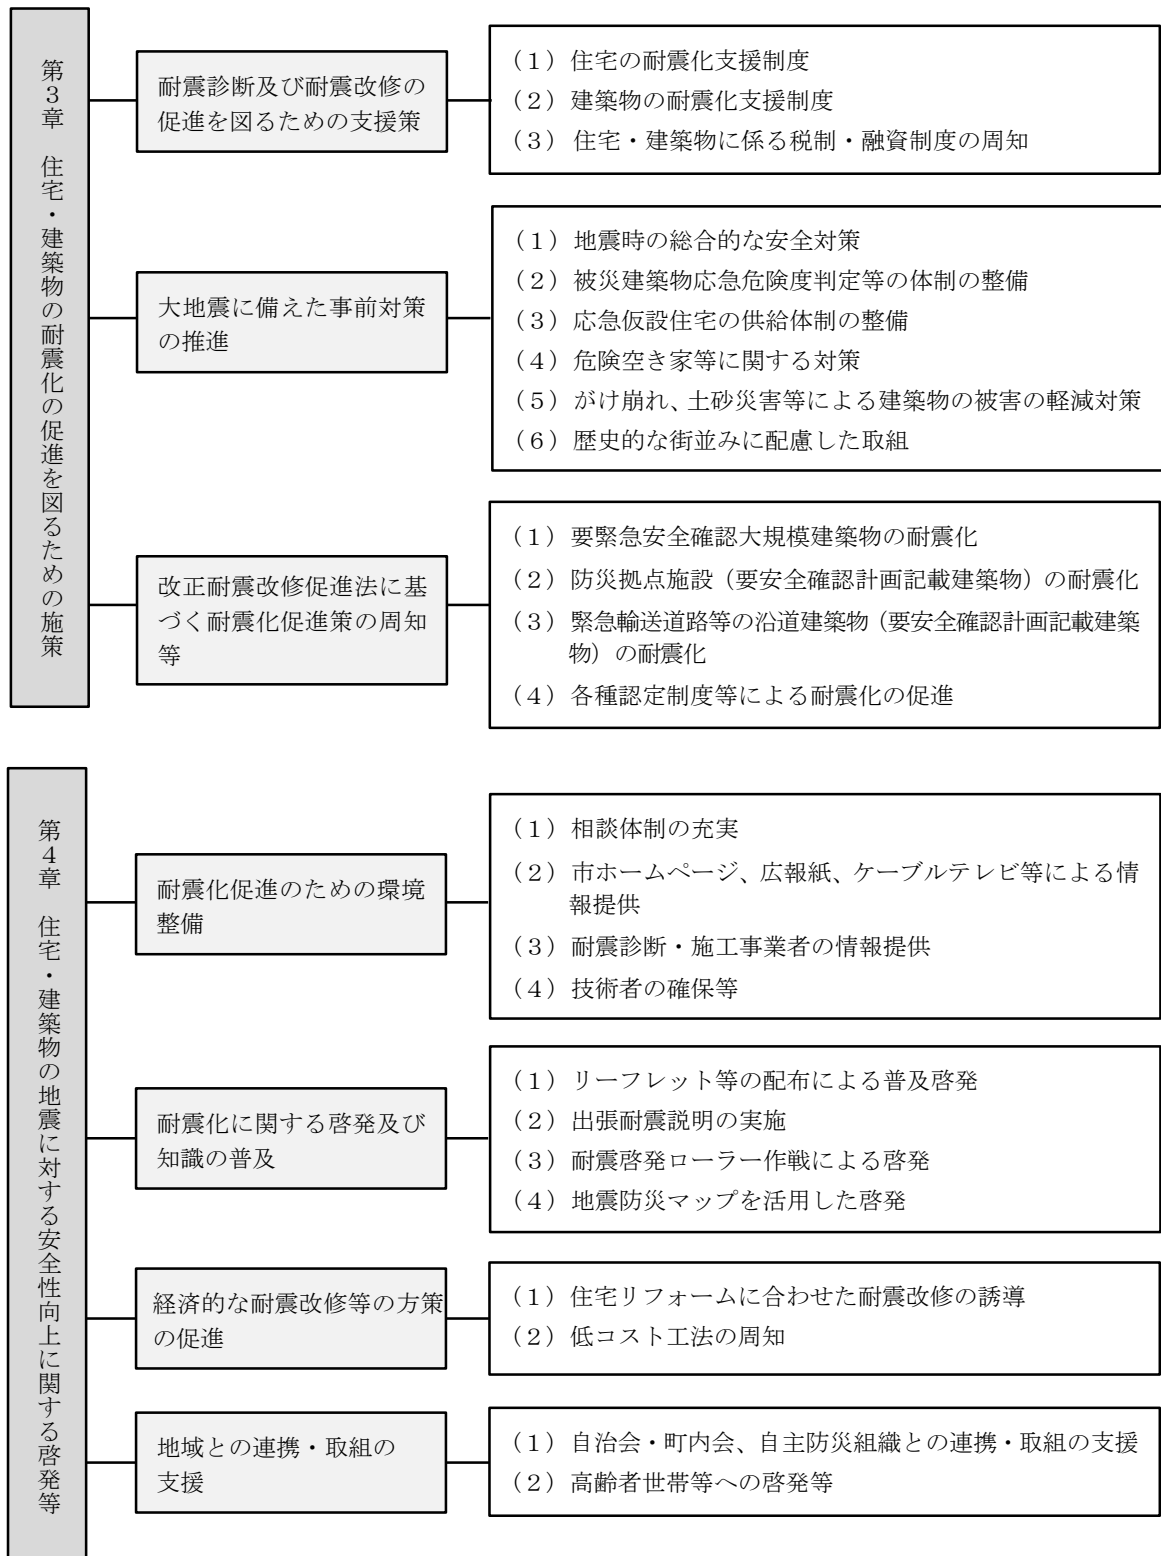 第３章　住宅・建築物の耐震化の促進を図るための施策
耐震診断及び耐震改修の
促進を図るための支援策
（１）住宅の耐震化支援制度
（２）建築物の耐震化支援制度
（３）住宅・建築物に係る税制・融資制度の周知
大地震に備えた事前対策
の推進
（１）地震時の総合的な安全対策
（２）被災建築物応急危険度判定等の体制の整備
（３）応急仮設住宅の供給体制の整備
（４）危険空き家等に関する対策
（５）がけ崩れ、土砂災害等による建築物の被害の軽減対策
（６）歴史的な街並みに配慮した取組
改正耐震改修促進法に基
づく耐震化促進策の周知
等
（１）要緊急安全確認大規模建築物の耐震化
（２）防災拠点施設（要安全確認計画記載建築物）の耐震化
（３）緊急輸送道路等の沿道建築物（要安全確認計画記載建築
物）の耐震化
（４）各種認定制度等による耐震化の促進
第４章　住宅・建築物の地震に対する安全性向上に関する啓発等
耐震化促進のための環境
整備
（１）相談体制の充実
（２）市ホームページ、広報紙、ケーブルテレビ等による情
報提供
（３）耐震診断・施工事業者の情報提供
（４）技術者の確保等
耐震化に関する啓発及び
知識の普及
（１）リーフレット等の配布による普及啓発
（２）出張耐震説明の実施
（３）耐震啓発ローラー作戦による啓発
（４）地震防災マップを活用した啓発
経済的な耐震改修等の方策
の促進
（１）住宅リフォームに合わせた耐震改修の誘導
（２）低コスト工法の周知
地域との連携・取組の
支援
（１）自治会・町内会、自主防災組織との連携・取組の支援
（２）高齢者世帯等への啓発等